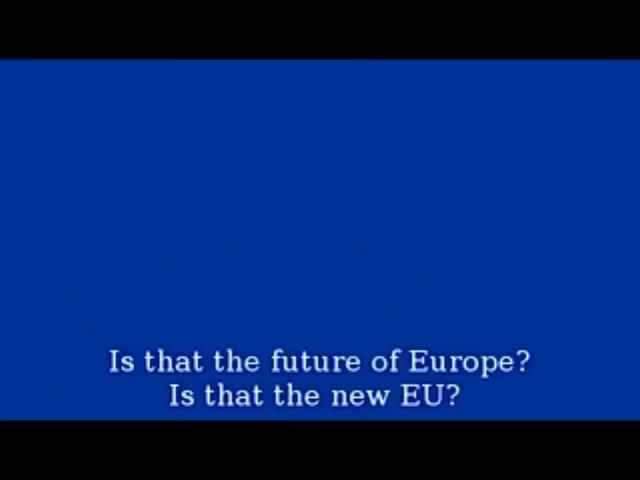 Is that the future of Europe?
Is that the new EU?